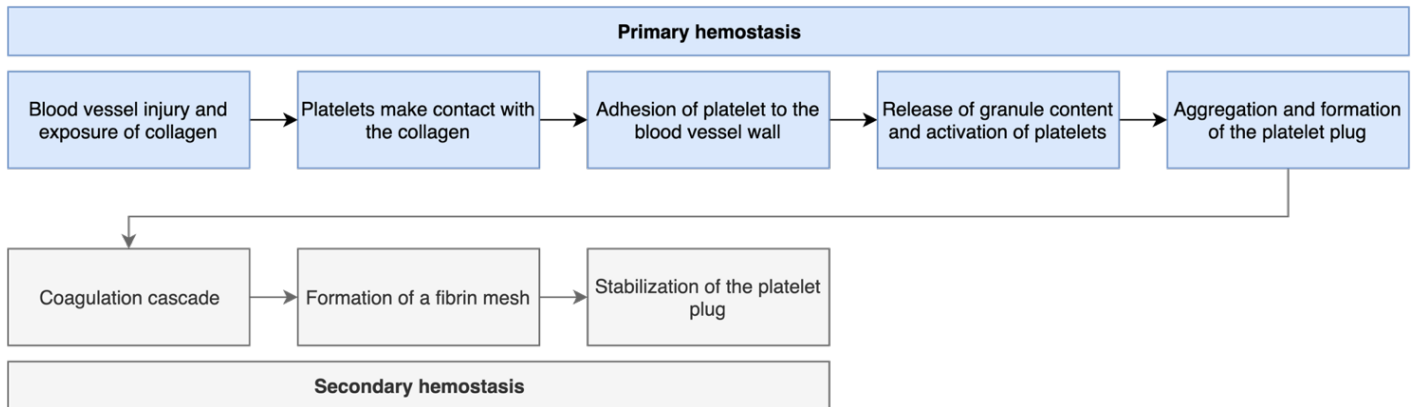 Primary hemostasis
Blood vessel injury and
exposure of collagen
Platelets make contact with
the collagen
Adhesion of platelet to the
blood vessel wall
Release of granule content
and activation of platelets
Aggregation and formation
of the platelet plug
Coagulation cascade
Formation of a fibrin mesh
Stabilization of the platelet
plug
Secondary hemostasis